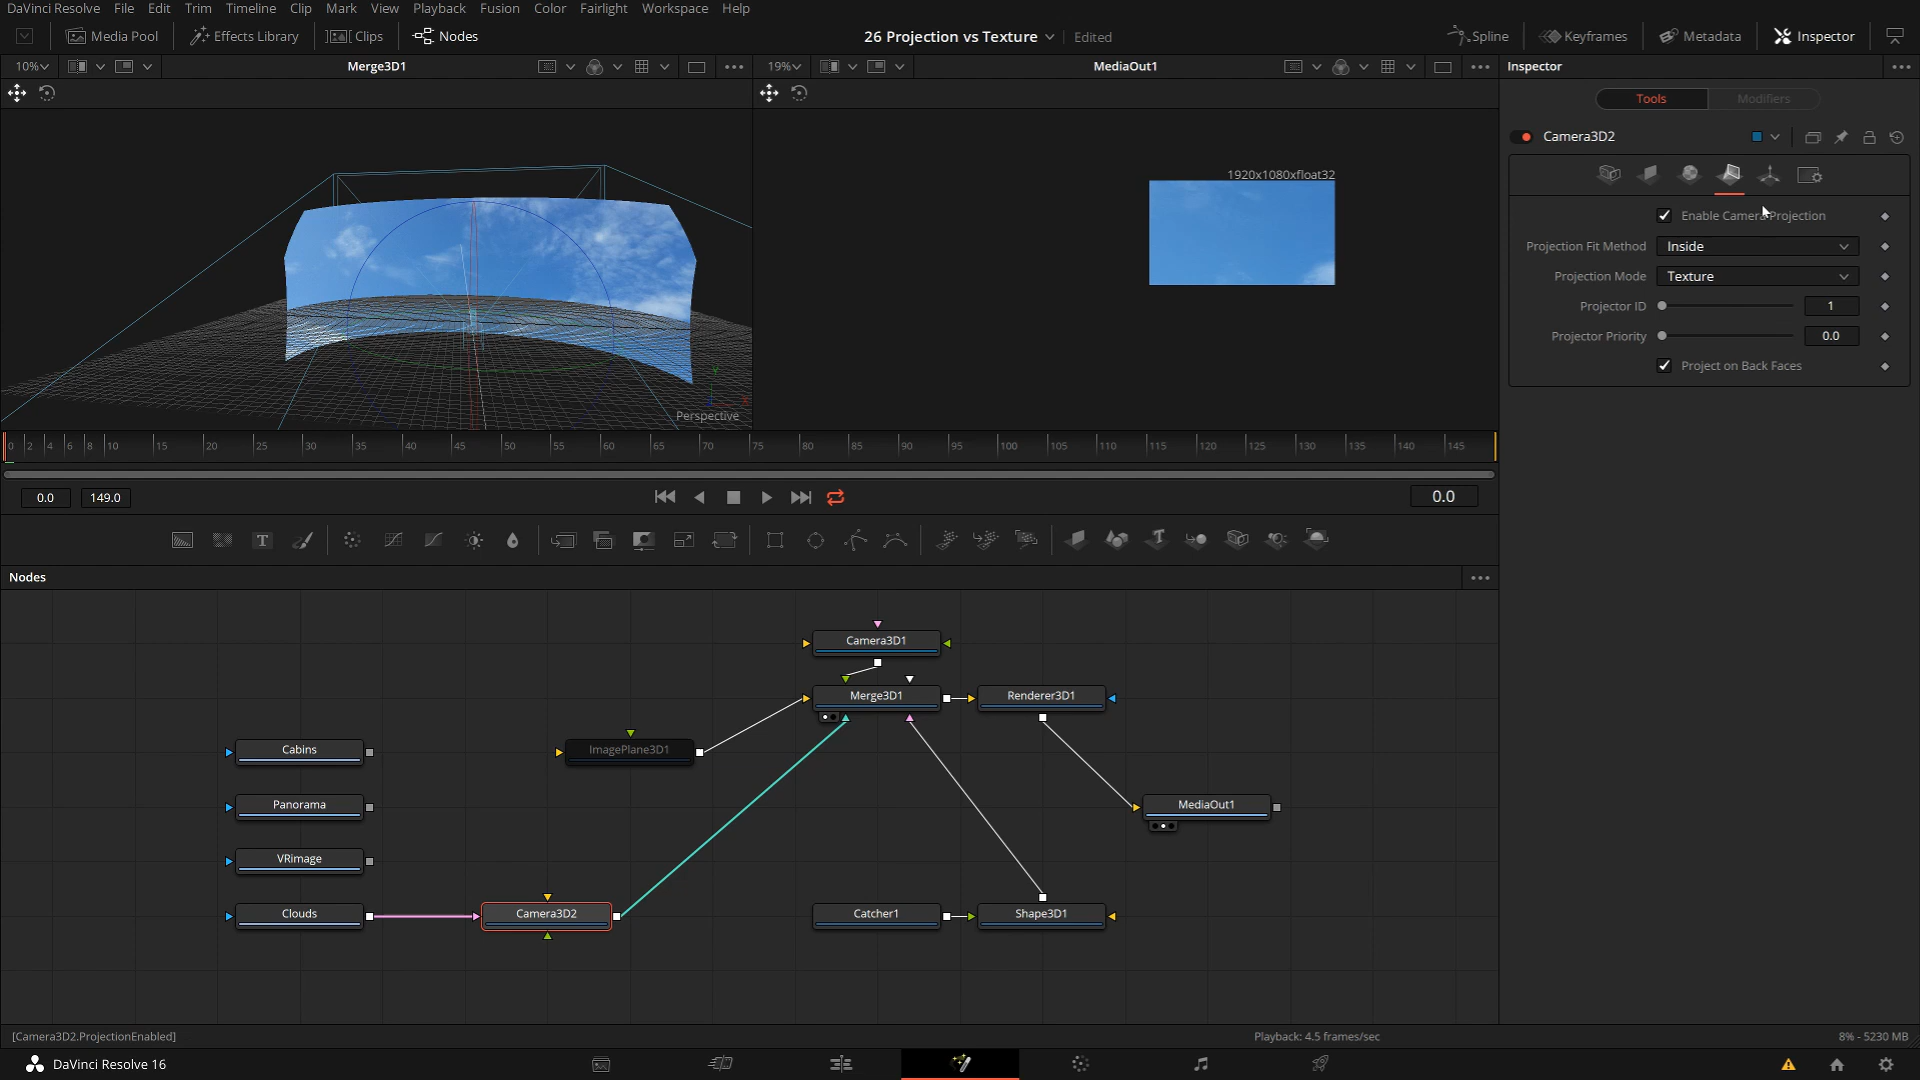 DaVinci Resolve File Edit Trim Timeline Clip Mark View Playback Fusion Color Fairlight Workspace Help
Media Pool Effects Library Clips Nodes 26 Projection vs Texture Edited Spline Keyframes Metadata Inspector
10% Merge3D1 19% MediaOut1 Inspector
Tools Modifiers
Camera3D2
1920x1080xfloat32
Enable Camera Projection
Projection Fit Method Inside
Projection Mode Texture
Projector ID 1
Projector Priority 0.0
Project on Back Faces
Y
X
Perspective
0 2 4 6 8 10 15 20 25 30 35 40 45 50 55 60 65 70 75 80 85 90 95 100 105 110 115 120 125 130 135 140 145
0.0 149.0 0.0
Nodes
Camera3D1
Merge3D1 Renderer3D1
Cabins ImagePlane3D1
Panorama MediaOut1
VRimage
Clouds Camera3D2 Catcher1 Shape3D1
[Camera3D2.ProjectionEnabled] Playback: 4.5 frames/sec 8% - 5230 MB
DaVinci Resolve 16